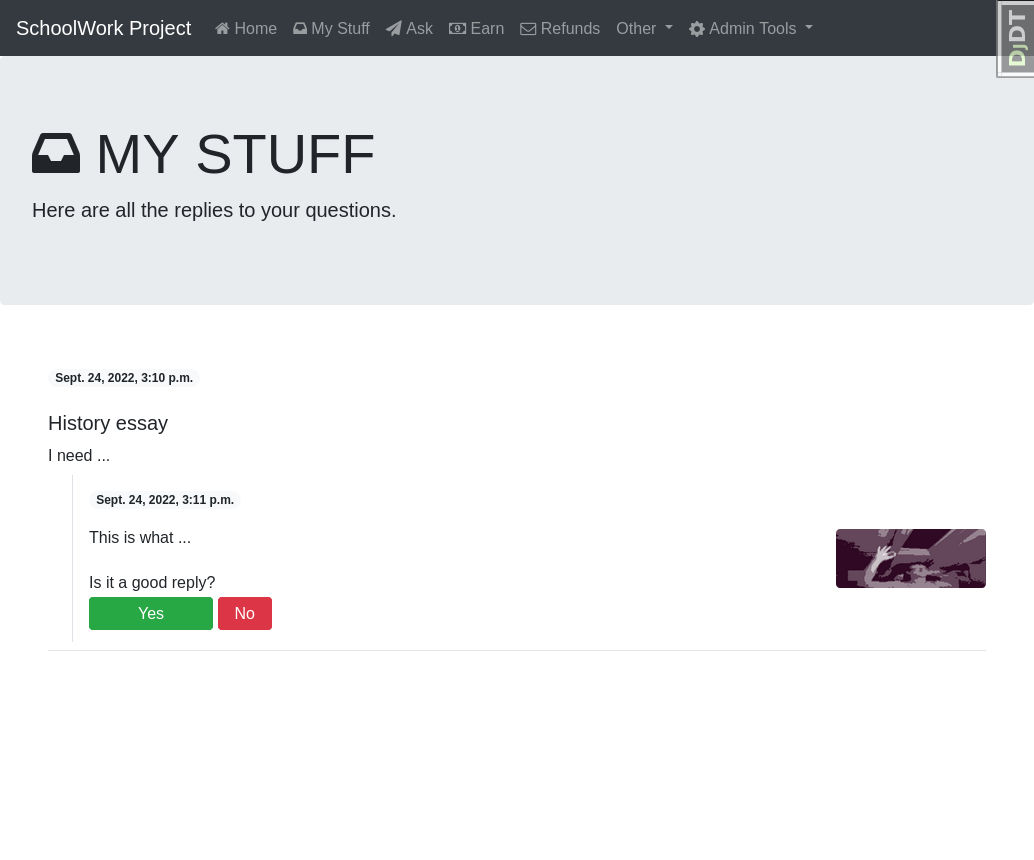 SchoolWork Project Home My Stuff Ask Earn Refunds Other Admin Tools
DjDT
MY STUFF
Here are all the replies to your questions.
Sept. 24, 2022, 3:10 p.m.
History essay
I need ...
Sept. 24, 2022, 3:11 p.m.
This is what ...
Is it a good reply?
Yes No